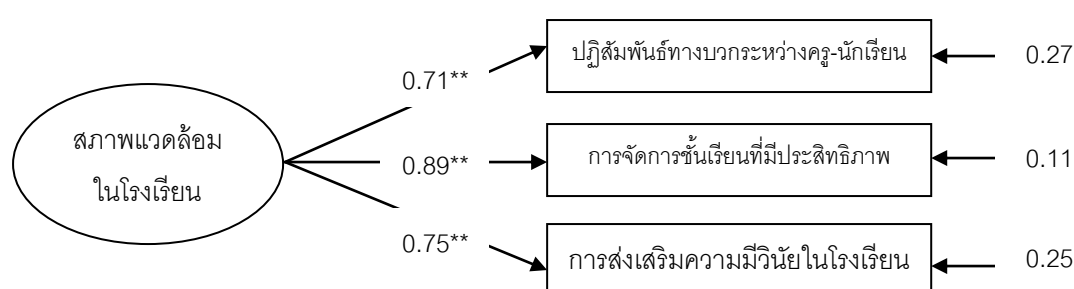 ปฏิสัมพันธ์ทางบวกระหว่างครู-นักเรียน
0.27
0.71**
สภาพแวดล้อม
ในโรงเรียน
0.89**
การจัดการชั้นเรียนที่มีประสิทธิภาพ
0.11
0.75**
การส่งเสริมความมีวินัยในโรงเรียน
0.25